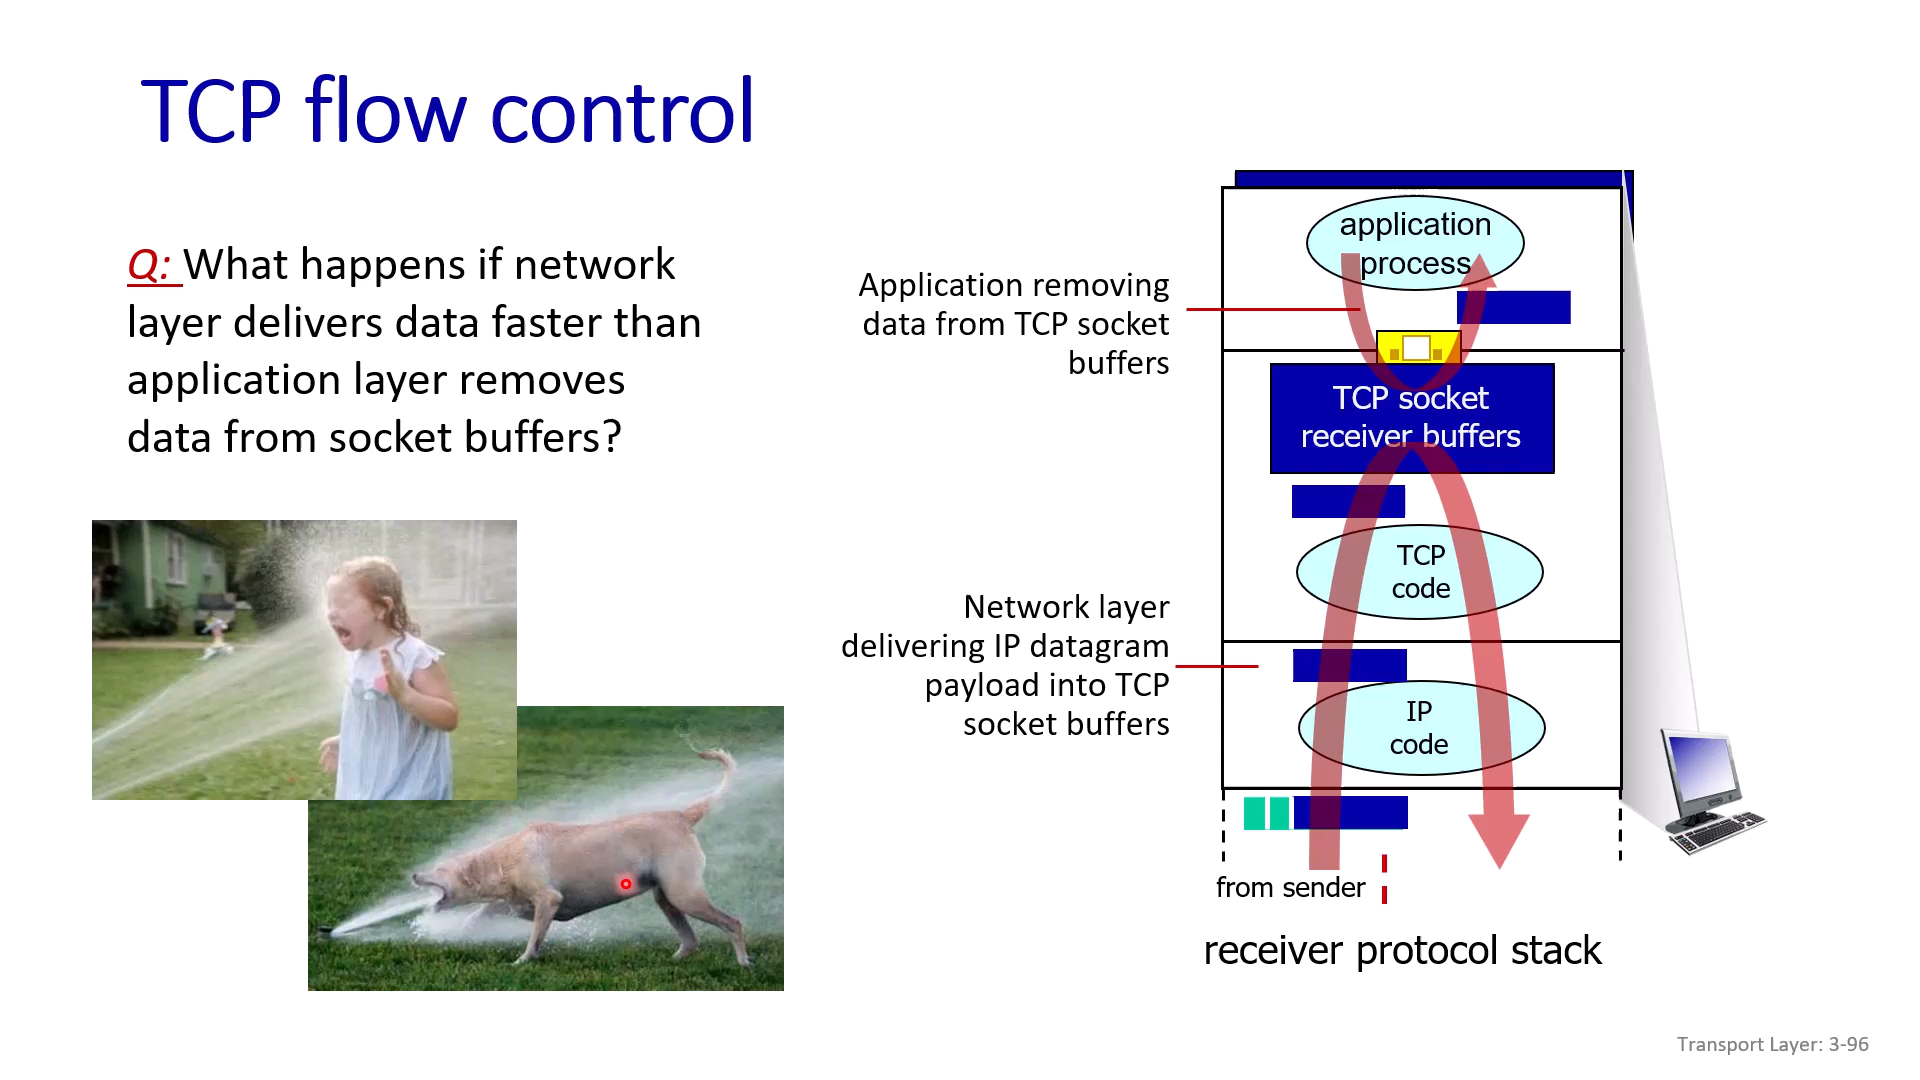 TCP flow control
Q: What happens if network
layer delivers data faster than
application layer removes
data from socket buffers?
Application removing
data from TCP socket
buffers
Network layer
delivering IP datagram
payload into TCP
socket buffers
application
process
TCP socket
receiver buffers
TCP
code
IP
code
from sender
receiver protocol stack
Transport Layer: 3-96